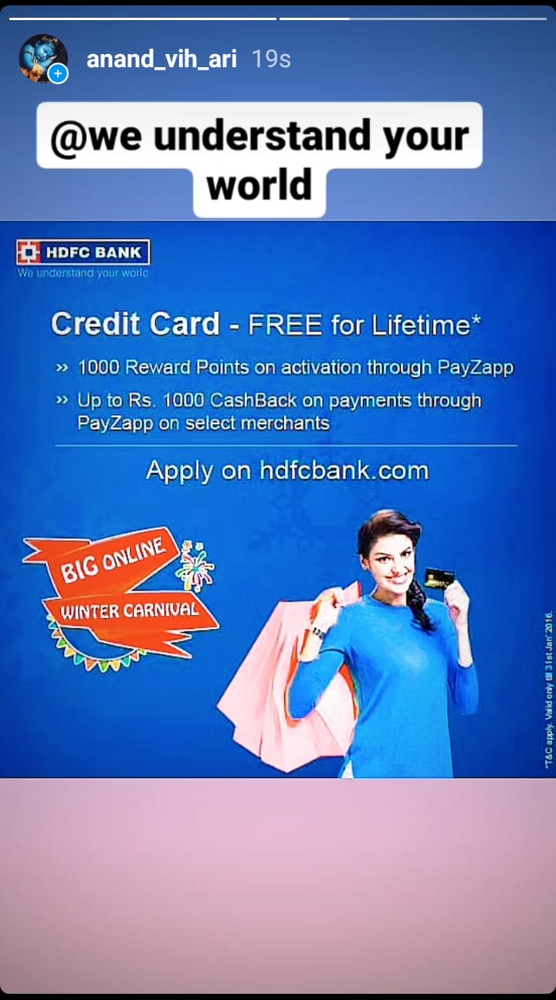 anand_vih_ari 19s
@we understand your
world
HDFC BANK
We understand your world
Credit Card - FREE for Lifetime*
» 1000 Reward Points on activation through PayZapp
» Up to Rs. 1000 CashBack on payments through
PayZapp on select merchants
Apply on hdfcbank.com
BIG ONLINE
WINTER CARNIVAL
*T&C apply. Valid only till 31st Jan' 2016.